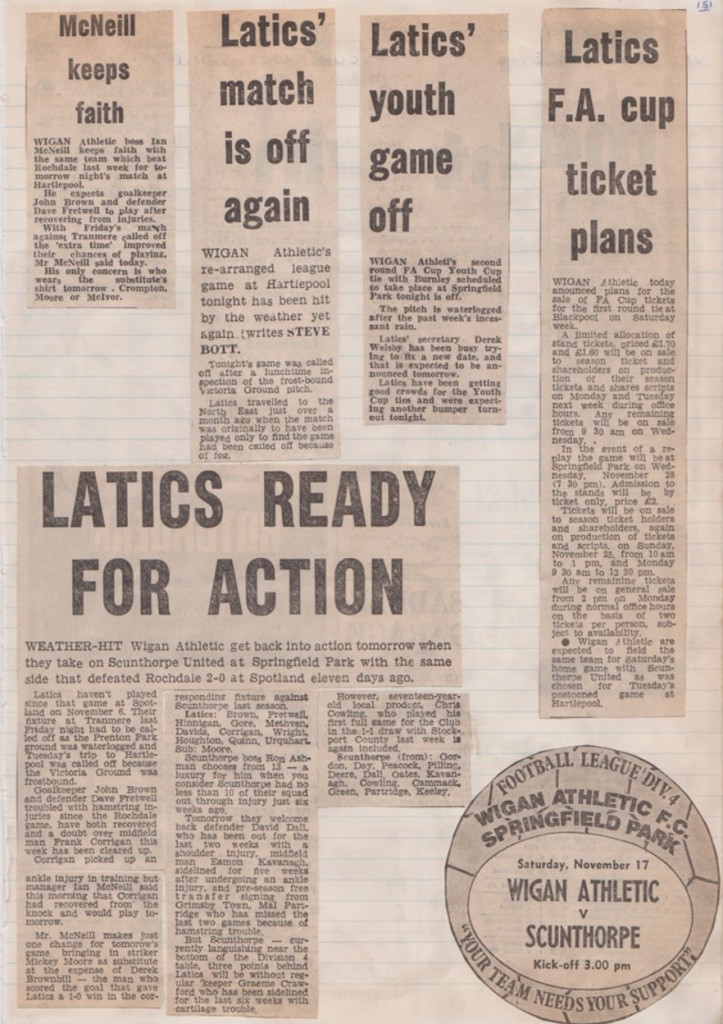 151
McNeill
keeps
faith
WIGAN Athletic boss Ian
McNeill keeps faith with
the same team which beat
Rochdale last week for to-
morrow night's match at
Hartlepool.
He expects goalkeeper
John Brown and defender
Dave Fretwell to play after
recovering from injuries.
With Friday's match
against Tranmere called off
the 'extra time' improved
their chances of playing,
Mr McNeill said today.
His only concern is who
wears the substitute's
shirt tomorrow . Crompton,
Moore or McIvor.
Latics'
match
is off
again
WIGAN Athletic's
re-arranged league
game at Hartlepool
tonight has been hit
by the weather yet
again (writes STEVE
BOTT.
Tonight's game was called
off after a lunchtime in-
spection of the frost-bound
Victoria Ground pitch.
Latics travelled to the
North East just over a
month ago when the match
was originally to have been
played only to find the game
had been called off because
of fog.
Latics'
youth
game
off
WIGAN Athleti's second
round FA Cup Youth Cup
tie with Burnley scheduled
to take place at Springfield
Park tonight is off.
The pitch is waterlogged
after the past week's inces-
sant rain.
Latics' secretary Derek
Welsby has been busy try-
ing to fix a new date, and
that is expected to be an-
nounced tomorrow.
Latics have been getting
good crowds for the Youth
Cup ties and were expect-
ing another bumper turn-
out tonight.
Latics
F.A. cup
ticket
plans
WIGAN Athletic today
anounced plans for the
sale of FA Cup tickets
for the first round tie at
Blackpool on Saturday
week.
A limited allocation of
stand tickets, priced £1.70
and £1.60 will be on sale
to season ticket and
shareholders on produc-
tion of their season
tickets and shares scripts
on Monday and Tuesday
next week during office
hours. Any remaining
tickets will be on sale
from 9 30 am on Wed-
nesday.
In the event of a re-
play the game will be at
Springfield Park on Wed-
nesday, November 28
(7 30 pm). Admission to
the stands will be by
ticket only, price £2.
Tickets will be on sale
to season ticket holders
and shareholders, again
on production of tickets
and scripts, on Sunday,
November 25, from 10 am
to 1 pm, and Monday
9 30 am to 12 30 pm.
Any remaining tickets
will be on general sale
from 2 pm on Monday
during normal office hours
on the basis of two
tickets per person, sub-
ject to availability.
● Wigan Athletic are
expected to field the
same team for Saturday's
home game with Scun-
thorpe United as was
chosen for Tuesday's
postponed game at
Hartlepool.
LATICS READY
FOR ACTION
WEATHER-HIT Wigan Athletic get back into action tomorrow when
they take on Scunthorpe United at Springfield Park with the same
side that defeated Rochdale 2-0 at Spotland eleven days ago.
Latics haven't played
since that game at Spot-
land on November 6. Their
fixture at Tranmere last
Friday night had to be cal-
led off as the Prenton Park
ground was waterlogged and
Tuesday's trip to Hartle-
pool was called off because
the Victoria Ground was
frostbound.
Goalkeeper John Brown
and defender Dave Fretwell
troubled with hamstring in-
juries since the Rochdale
game, have both recovered
and a doubt over midfield
man Frank Corrigan this
week has been cleared up.
Corrigan picked up an
ankle injury in training but
manager Ian McNeill said
this morning that Corrigan
had recovered from the
knock and would play to-
morrow.
Mr. McNeill makes just
one change for tomorow's
game bringing in striker
Mickey Moore as substitute
at the expense of Derek
Brownbill — the man who
scored the goal that gave
Latics a 1-0 win in the cor-
responding fixture against
Scunthorpe last season.
Latics: Brown, Fretwell,
Hinnigan, Gore, Methven,
Davids, Corrigan, Wright,
Houghton, Quinn, Urquhart.
Sub: Moore.
Scunthorpe boss Ron Ash-
man chooses from 13 — a
luxury for him when you
consider Scunthorpe had no
less than 10 of their squad
out through injury just six
weeks ago.
Tomorrow they welcome
back defender David Dall,
who has been out for the
last two weeks with a
shoulder injury, midfield
man Eamon Kavanagh,
sidelined for five weeks
after undergoing an ankle
injury, and pre-season free
transfer signing from
Grimsby Town, Mal Part-
ridge who has missed the
last two games because of
hamstring trouble.
But Scunthorpe — cur-
rently languishing near the
bottom of the Division 4
table, three points behind
Latics will be without reg-
ular 'keeper Graeme Craw-
ford who has been sidelined
for the last six weeks with
cartilage trouble.
However, seventeen-year-
old local product, Chris
Cowling, who played his
first full game for the Club
in the 1-1 draw with Stock-
port County last week is
again included.
Scunthorpe (from): Gor-
don, Day, Peacock, Pilling,
Deere, Dall, Oates, Kavan-
agh, Cowling, Cammack,
Green, Partridge, Keeley.
FOOTBALL LEAGUE DIV. 4
WIGAN ATHLETIC F.C.
SPRINGFIELD PARK
Saturday, November 17
WIGAN ATHLETIC
v
SCUNTHORPE
Kick-off 3.00 pm
"YOUR TEAM NEEDS YOUR SUPPORT"